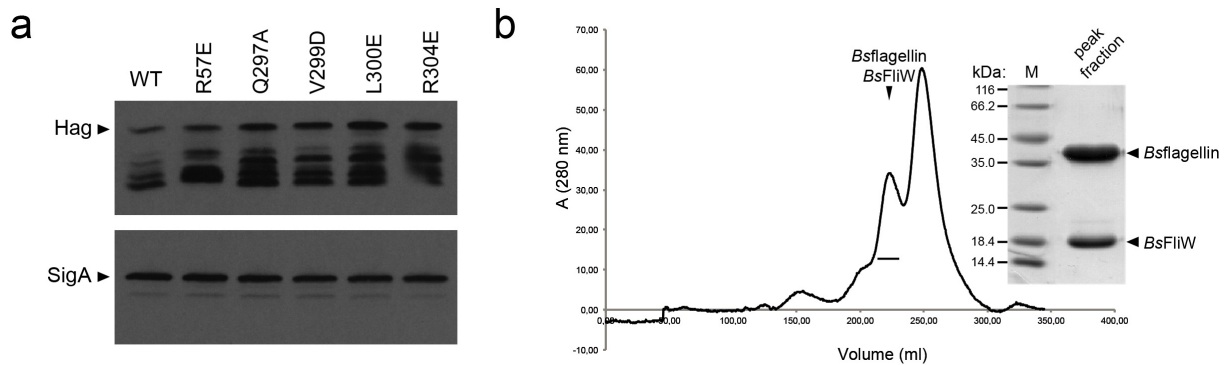 a
WT
R57E
Q297A
V299D
L300E
R304E
Hag
SigA
b
70,00
60,00
50,00
40,00
30,00
20,00
10,00
0,00
-10,00
A (280 nm)
0,00 50,00 100,00 150,00 200,00 250,00 300,00 350,00 400,00
Volume (ml)
Bsflagellin
BsFliW
kDa: M
peak
fraction
116
66.2
45.0
35.0
25.0
18.4
14.4
Bsflagellin
BsFliW